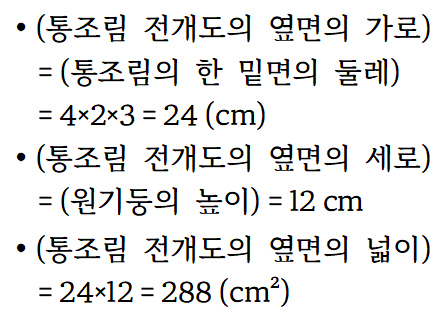 • (통조림 전개도의 옆면의 가로)
= (통조림의 한 밑면의 둘레)
= 4×2×3 = 24 (cm)
• (통조림 전개도의 옆면의 세로)
= (원기둥의 높이) = 12 cm
• (통조림 전개도의 옆면의 넓이)
= 24×12 = 288 (cm²)